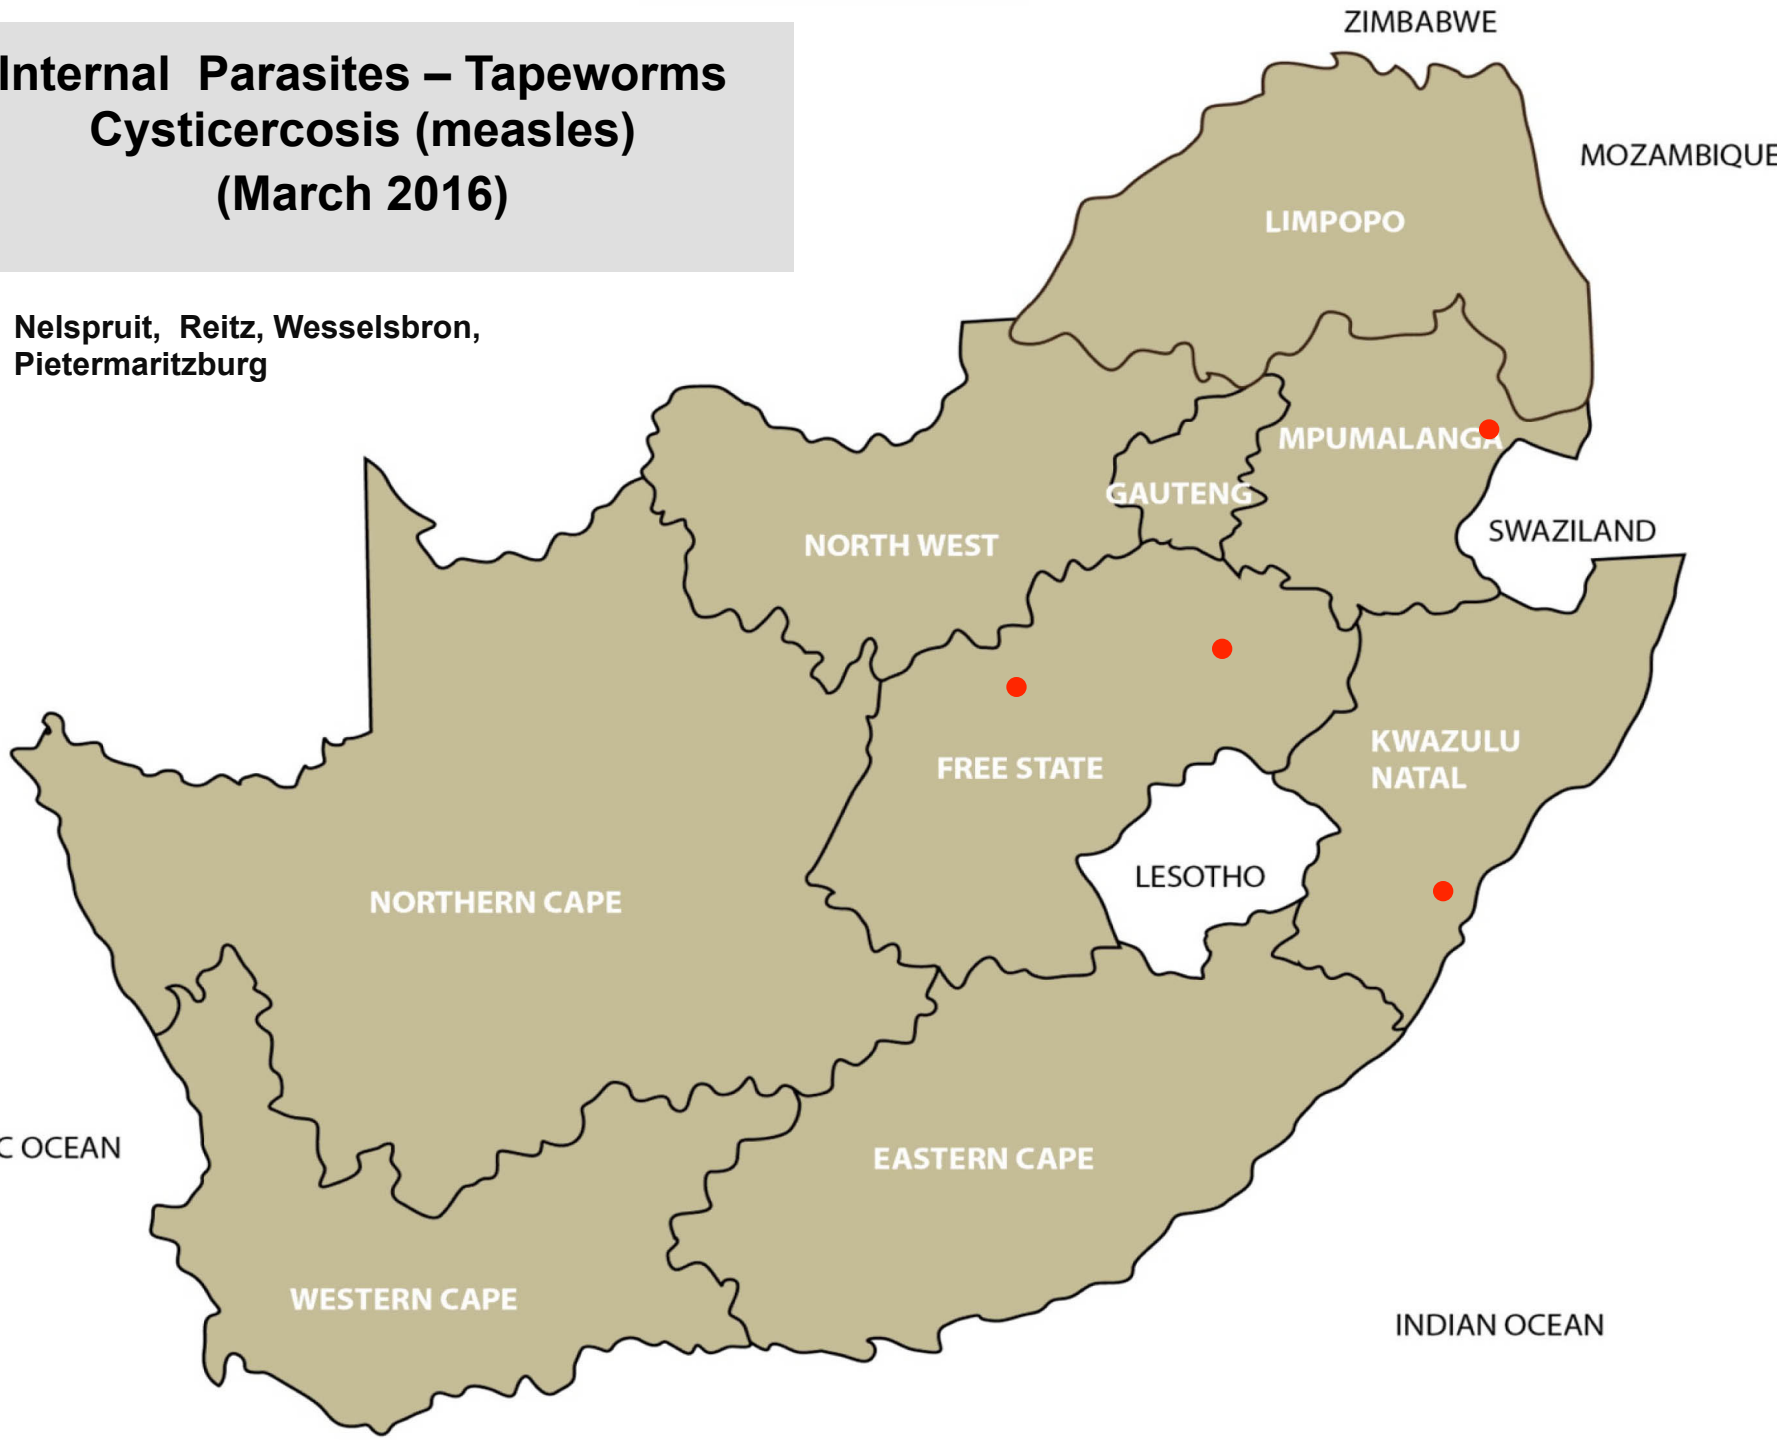 Internal Parasites – Tapeworms
Cysticercosis (measles)
(March 2016)
Nelspruit, Reitz, Wesselsbron,
Pietermaritzburg
ZIMBABWE
MOZAMBIQUE
LIMPOPO
MPUMALANGA
GAUTENG
SWAZILAND
NORTH WEST
KWAZULU
NATAL
FREE STATE
LESOTHO
NORTHERN CAPE
C OCEAN
EASTERN CAPE
WESTERN CAPE
INDIAN OCEAN